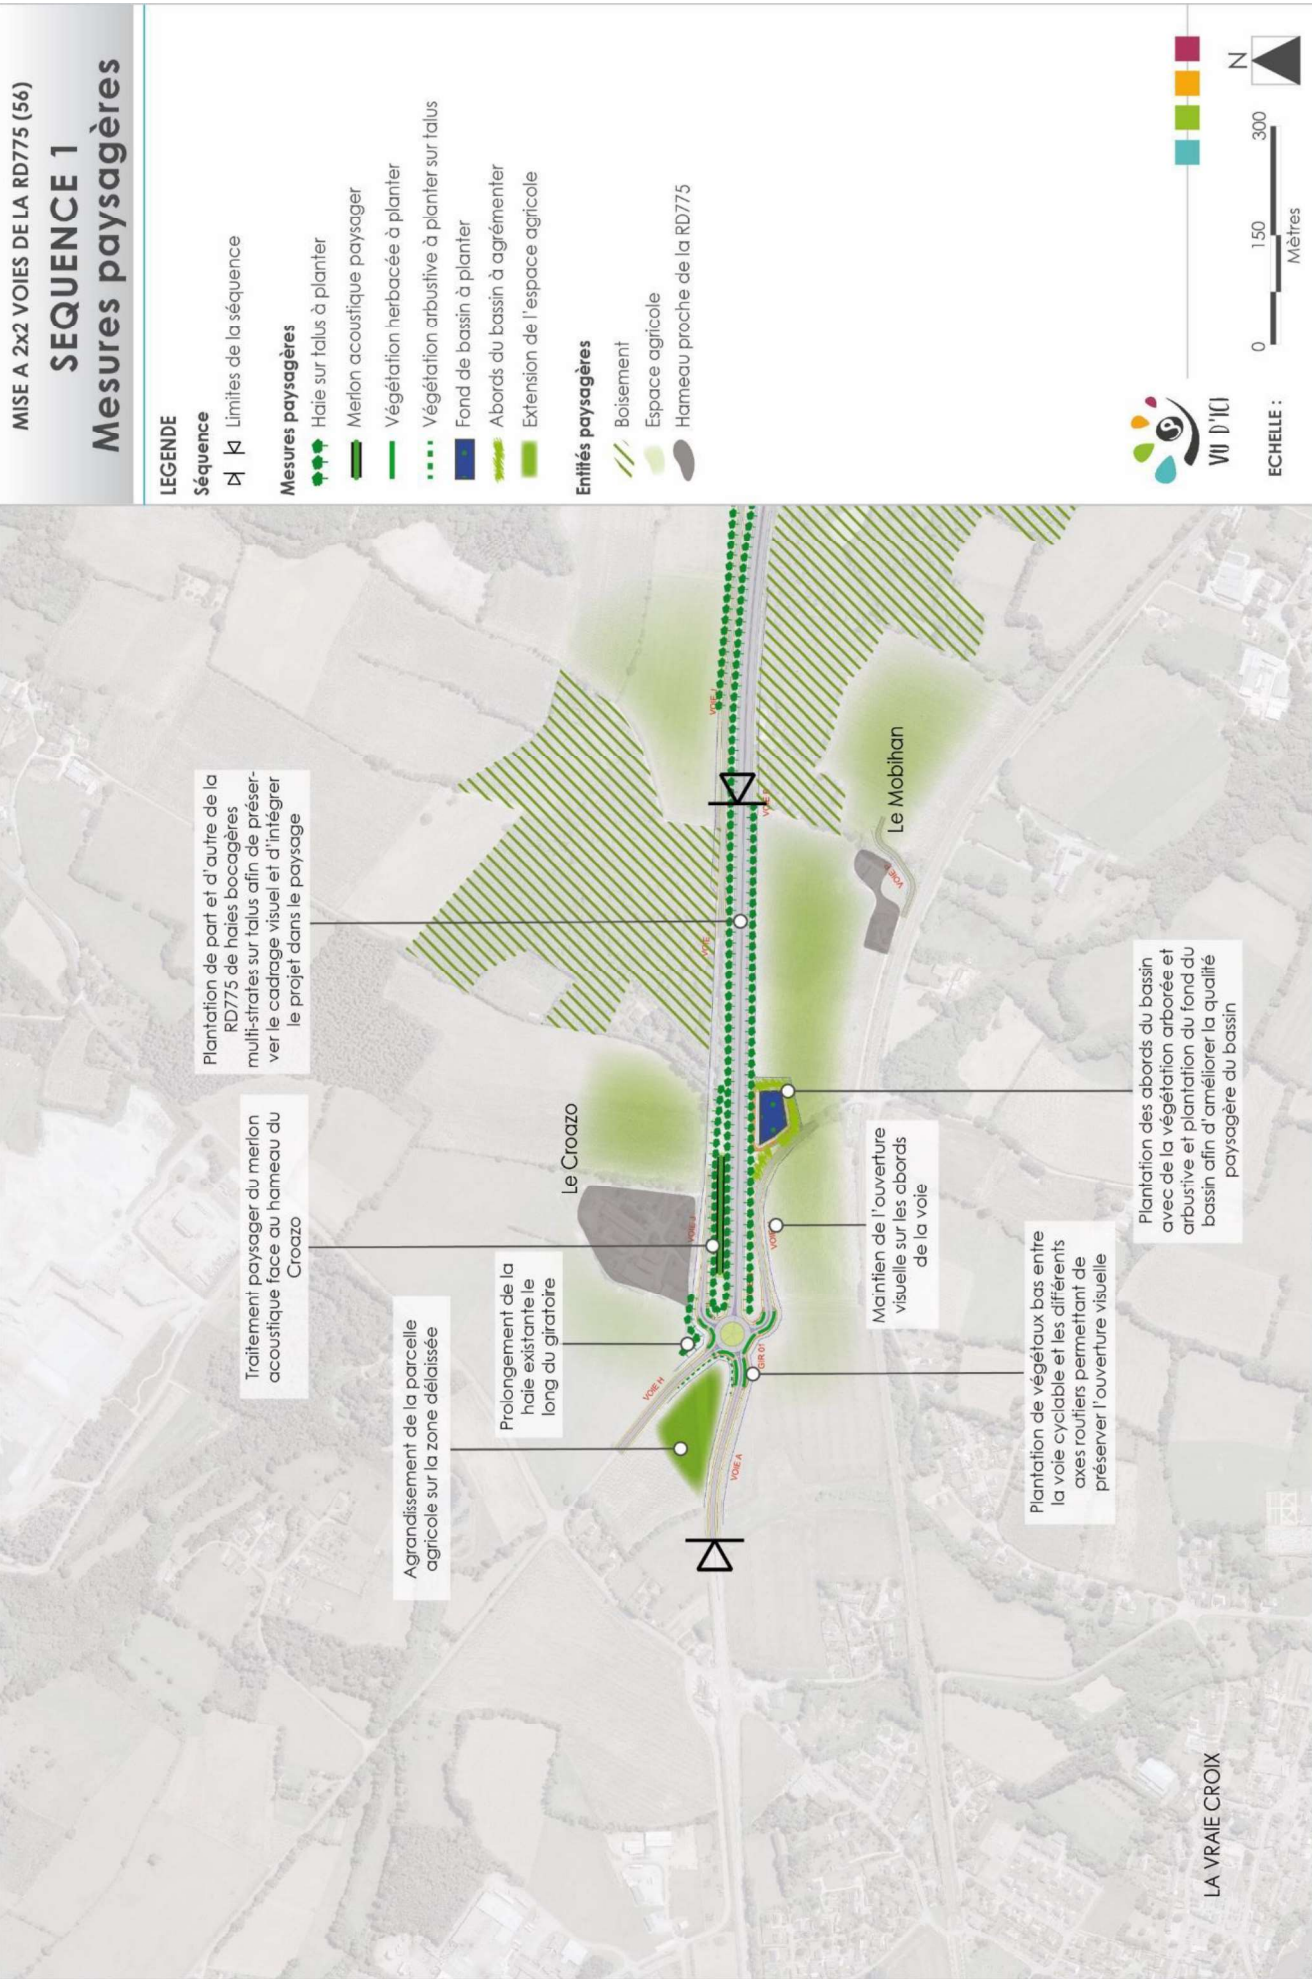 MISE A 2x2 VOIES DE LA RD775 (56)
SEQUENCE 1
Mesures paysagères
LEGENDE
Séquence
Limites de la séquence
Mesures paysagères
Haie sur talus à planter
Merlon acoustique paysager
Végétation herbacée à planter
Végétation arbustive à planter sur talus
Fond de bassin à planter
Abords du bassin à agrémenter
Extension de l'espace agricole
Entités paysagères
Boisement
Espace agricole
Hameau proche de la RD775
VU D'ICI
ECHELLE :
0 150 300
Mètres
N
Plantation de part et d'autre de la
RD775 de haies bocagères
multi-strates sur talus afin de préser-
ver le cadrage visuel et d'intégrer
le projet dans le paysage
Traitement paysager du merlon
acoustique face au hameau du
Croazo
Agrandissement de la parcelle
agricole sur la zone délaissée
Prolongement de la
haie existante le
long du giratoire
Le Croazo
VOIE H
VOIE J
VOIE A
GIR 01
Le Mobihan
Maintien de l'ouverture
visuelle sur les abords
de la voie
Plantation de végétaux bas entre
la voie cyclable et les différents
axes routiers permettant de
préserver l'ouverture visuelle
Plantation des abords du bassin
avec de la végétation arborée et
arbustive et plantation du fond du
bassin afin d'améliorer la qualité
paysagère du bassin
LA VRAIE CROIX